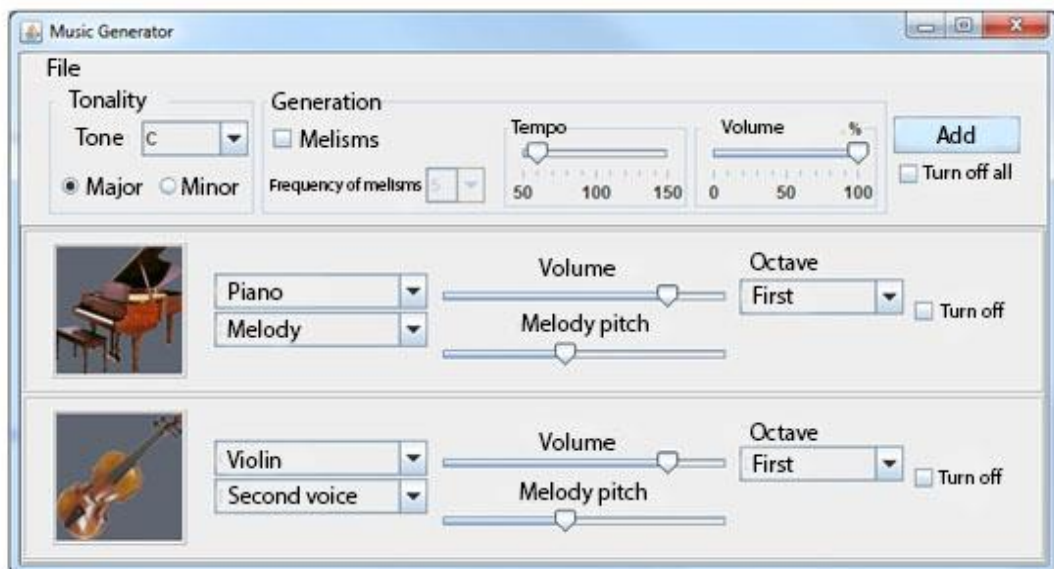 Music Generator
File
Tonality
Tone C
Major Minor
Generation
Melisms
Frequency of melisms 5
Tempo
50 100 150
Volume %
0 50 100
Add
Turn off all
Piano
Melody
Volume
Melody pitch
Octave
First
Turn off
Violin
Second voice
Volume
Melody pitch
Octave
First
Turn off